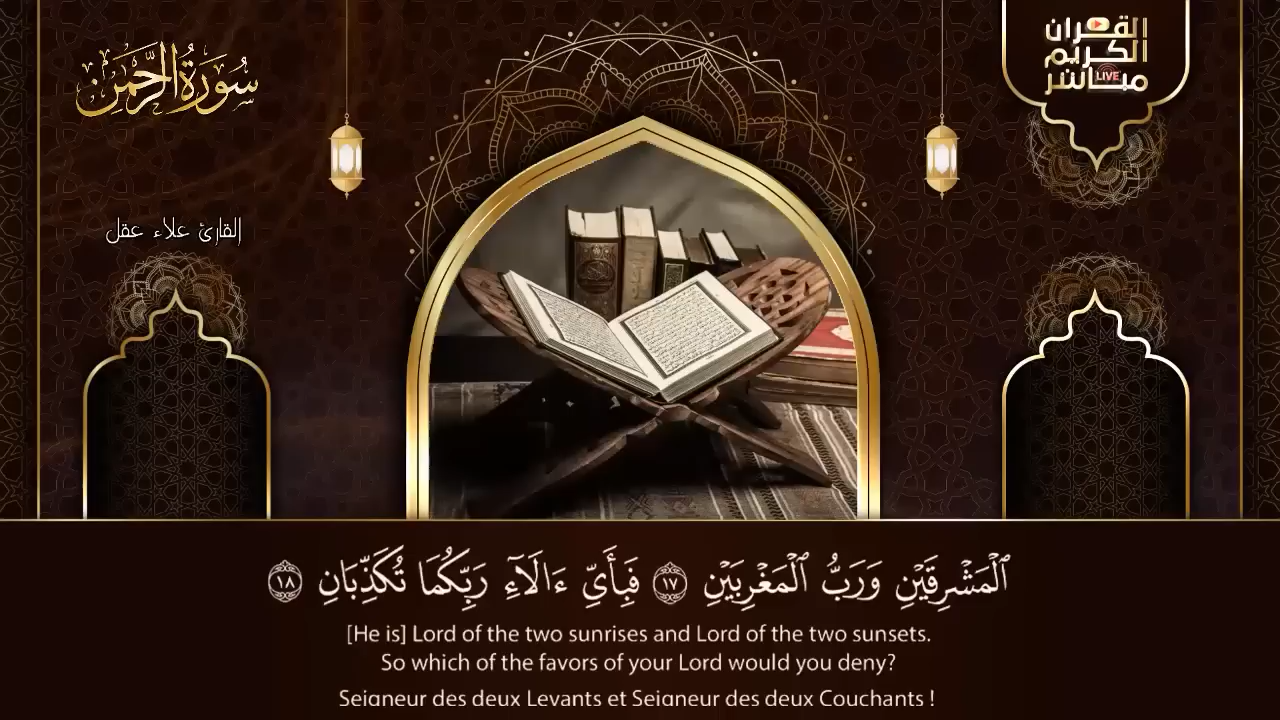 سُورَةُ الرَّحْمَن
القرآن
الكريم
مباشر
LIVE
القارئ علاء عقل
ٱلْمَشْرِقَيْنِ وَرَبُّ ٱلْمَغْرِبَيْنِ ١٧ فَبِأَيِّ ءَالَآءِ رَبِّكُمَا تُكَذِّبَانِ ١٨
[He is] Lord of the two sunrises and Lord of the two sunsets.
So which of the favors of your Lord would you deny?
Seigneur des deux Levants et Seigneur des deux Couchants !